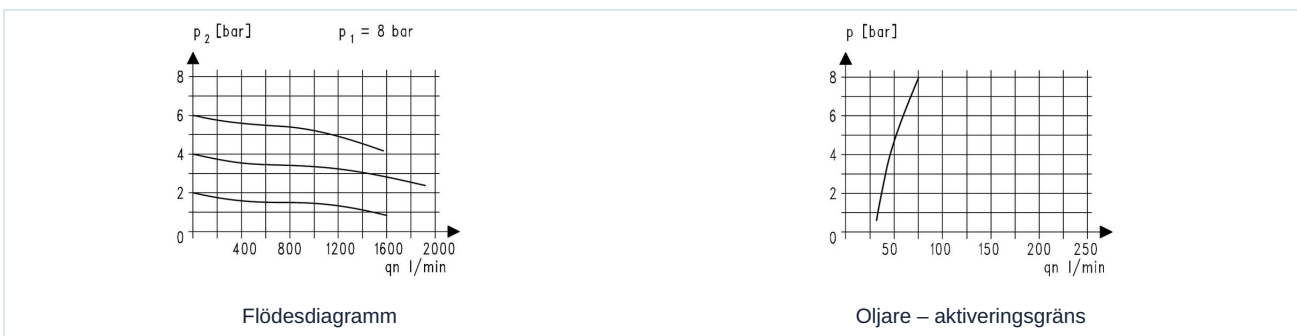 p 2 [bar]
p 1 = 8 bar
8
6
4
2
0
400 800 1200 1600 2000
qn l/min
Flödesdiagramm
p [bar]
8
6
4
2
0
50 100 150 200 250
qn l/min
Oljare – aktiveringsgräns